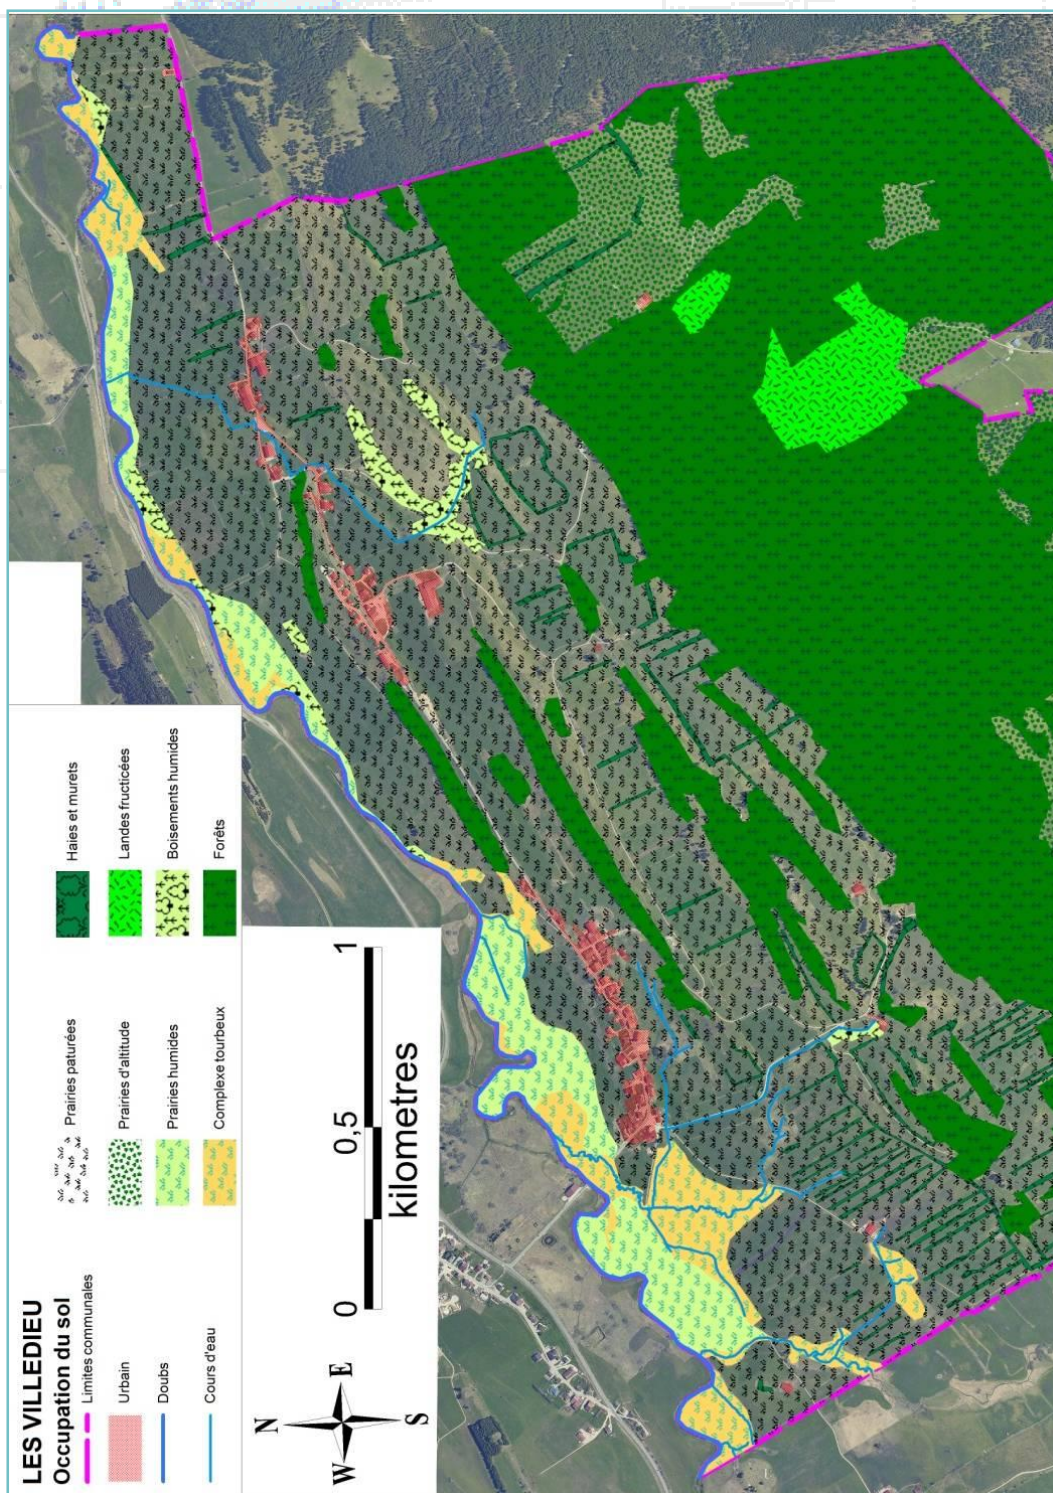 LES VILLEDIEU
Occupation du sol
Limites communales
Urbain
Doubs
Cours d'eau
Prairies paturées
Prairies d'altitude
Prairies humides
Complexe tourbeux
Haies et murets
Landes fructicées
Boisements humides
Forêts
N
W E
S
0 0,5 1
kilometres